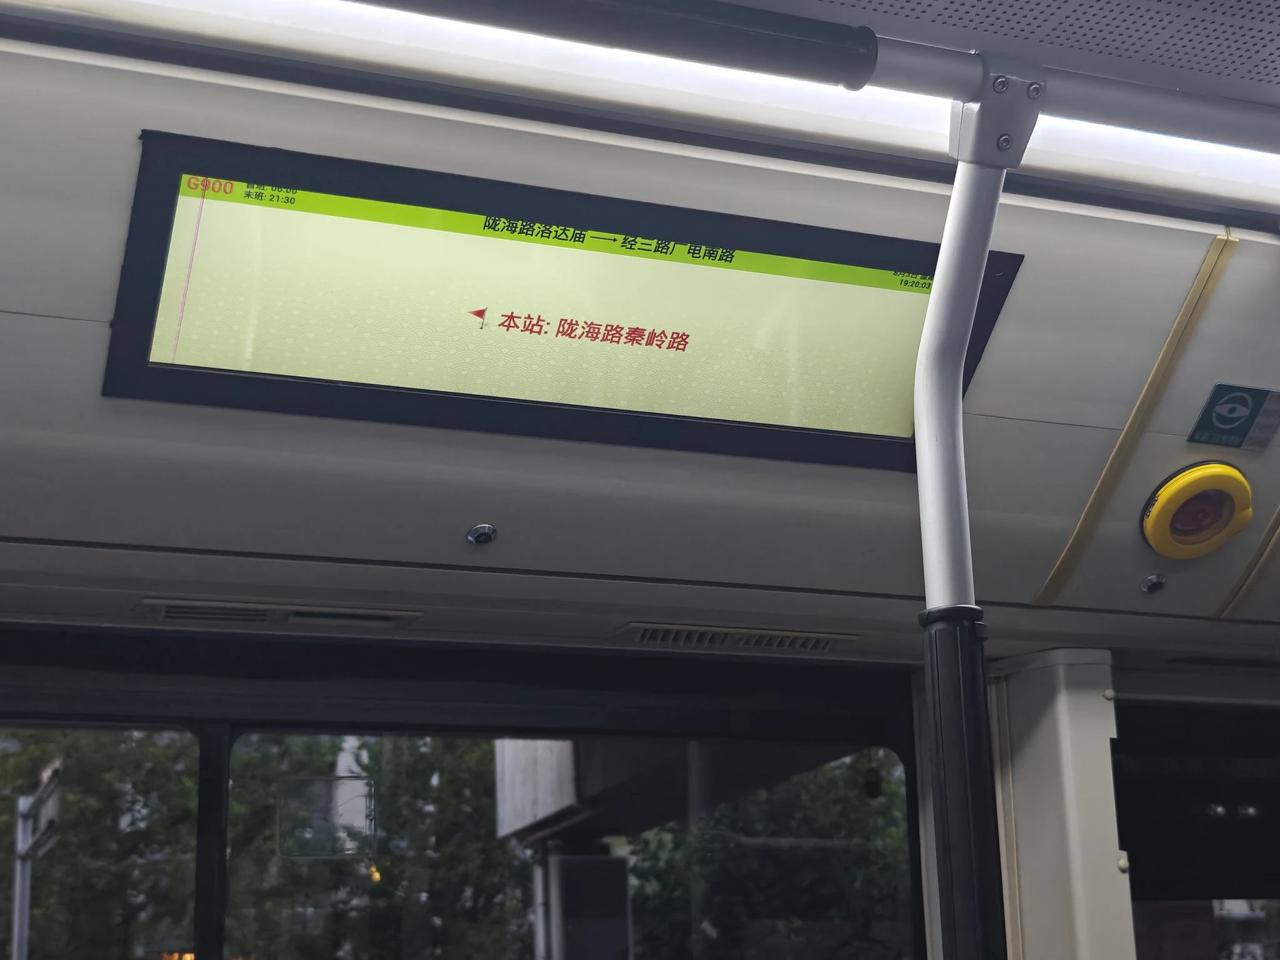 G900
首班: 06:00
末班: 21:30
陇海路洛达庙 → 经三路广电南路
19:20:03
本站: 陇海路秦岭路